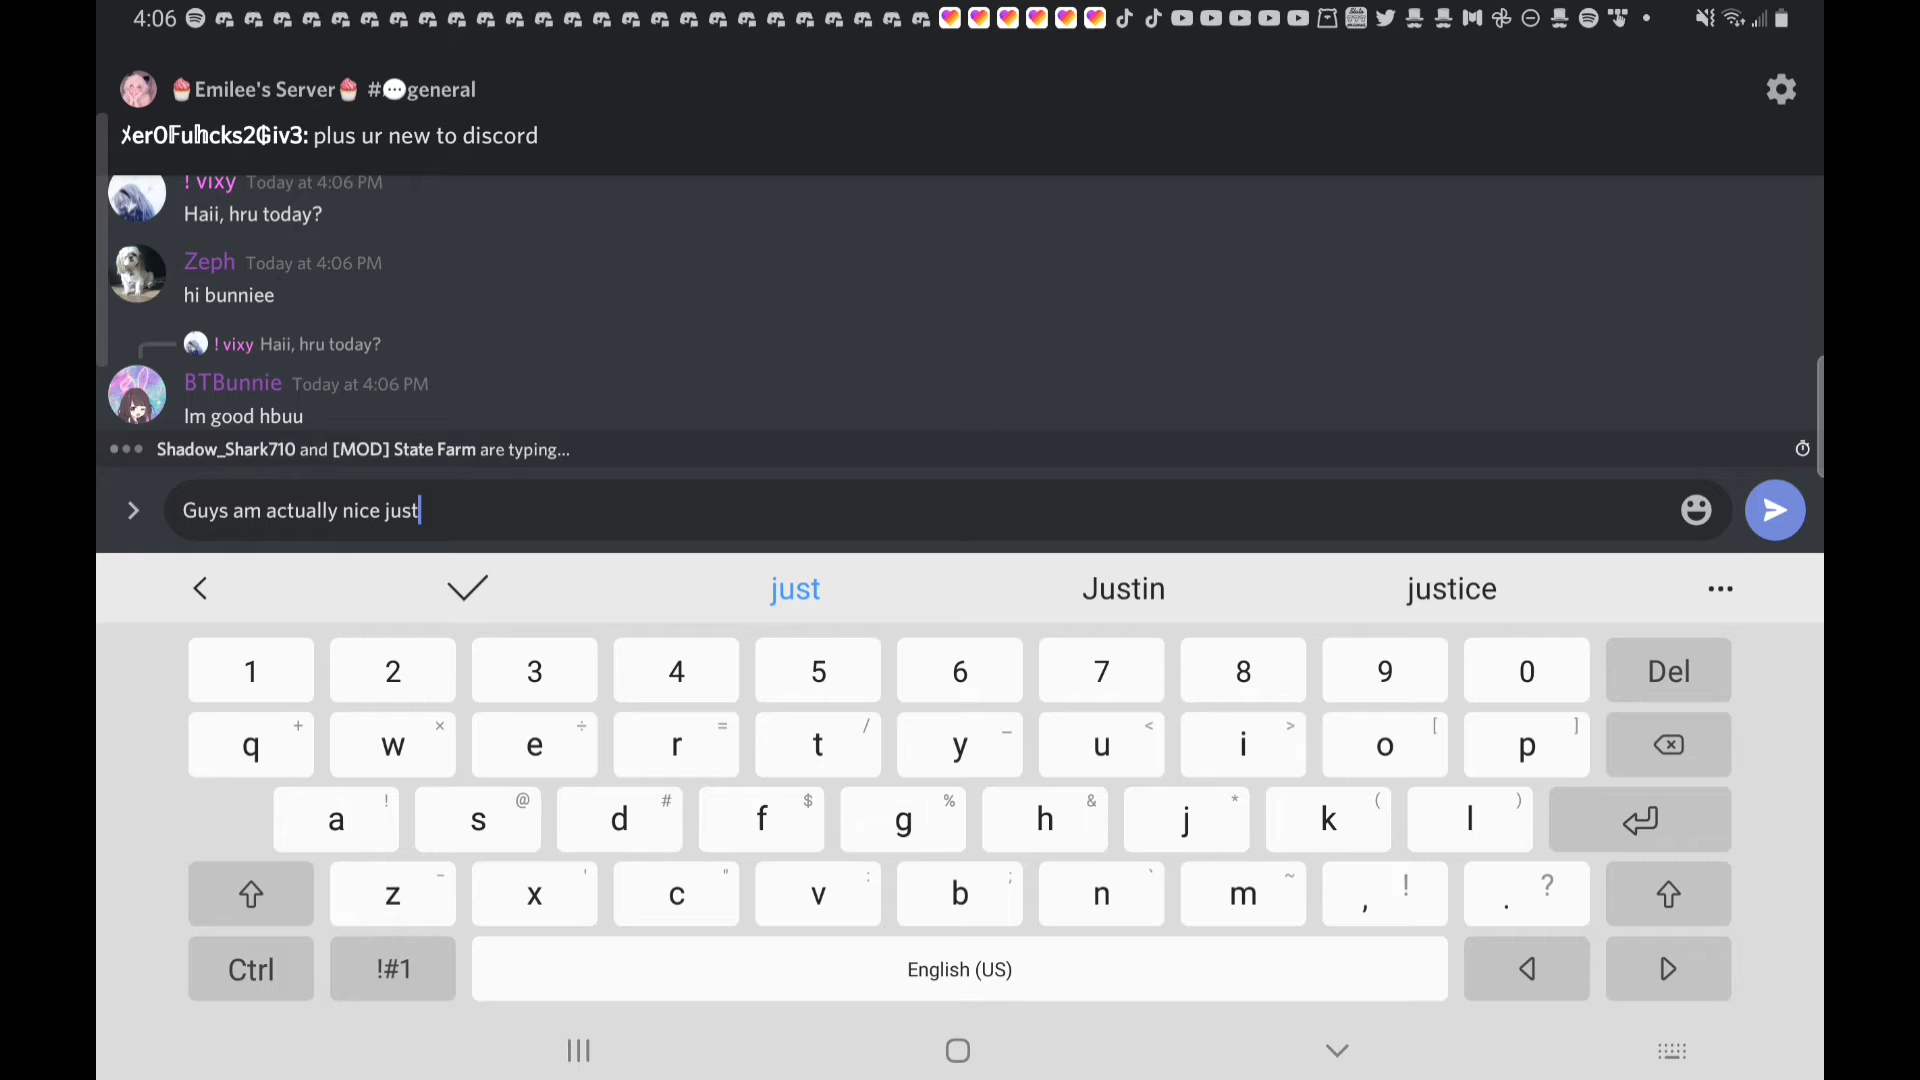 4:06
Emilee's Server #general
XerOFuhcks2Giv3: plus ur new to discord
! vixy Today at 4:06 PM
Haii, hru today?
Zeph Today at 4:06 PM
hi bunniee
! vixy Haii, hru today?
BTBunnie Today at 4:06 PM
Im good hbuu
Shadow_Shark710 and [MOD] State Farm are typing...
Guys am actually nice just
just Justin justice
1 2 3 4 5 6 7 8 9 0 Del
q + w × e ÷ r = t / y _ u < i > o [ p ]
a ! s @ d # f $ g % h & j * k ( l )
z - x ' c " v : b ; n ` m ~ , ! . ?
Ctrl !#1 English (US)